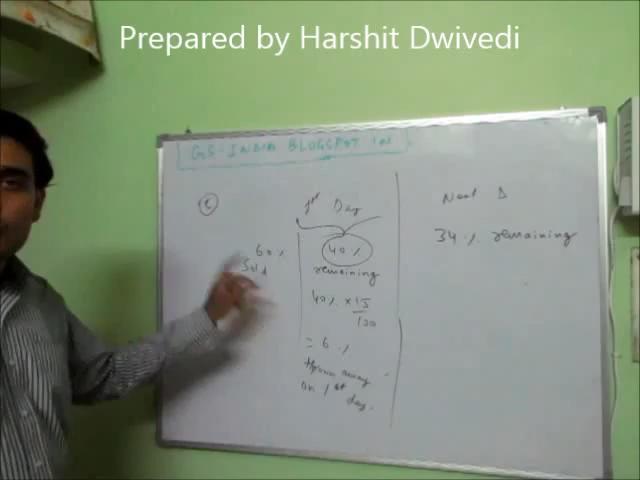 Prepared by Harshit Dwivedi
GS-INDIA BLOGSPOT IN
1st Day
60 %
Sold
40 %
remaining
40 % × 15
100
= 6 %
thrown away
on 1st
day.
Next D
34 % remaining